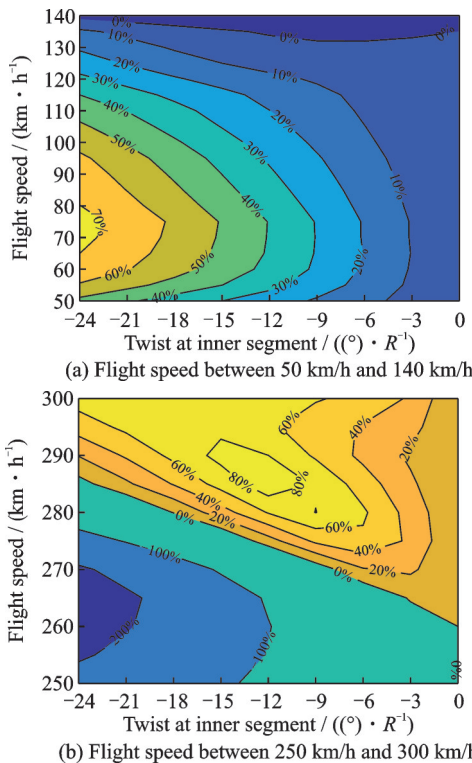 140
130
120
110
100
90
80
70
60
50
Flight speed / (km · h⁻¹)
0% 0% 0%
10% 10%
20%
30%
40% 30% 20% 10%
50% 40%
70%
60% 50% 20%
40% 30%
−24 −21 −18 −15 −12 −9 −6 −3 0
Twist at inner segment / ((°) · R⁻¹)
(a) Flight speed between 50 km/h and 140 km/h
300
290
280
270
260
250
Flight speed / (km · h⁻¹)
60% 40% 20%
60% 80% 80%
40% 60%
0% 20% 40%
100% 0% 20%
200% 100% 0%
−24 −21 −18 −15 −12 −9 −6 −3 0
Twist at inner segment / ((°) · R⁻¹)
(b) Flight speed between 250 km/h and 300 km/h